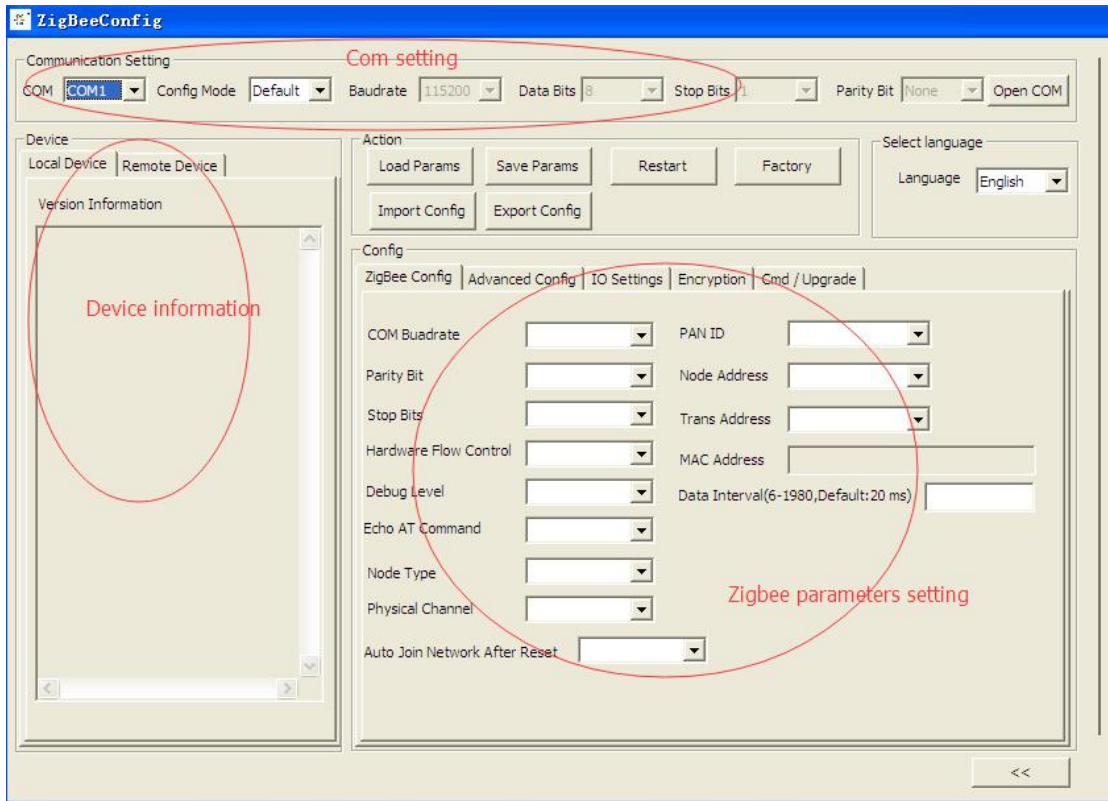 ZigBeeConfig
Communication Setting
Com setting
COM COM1 Config Mode Default Baudrate 115200 Data Bits 8 Stop Bits 1 Parity Bit None Open COM
Device
Local Device Remote Device
Version Information
Device information
Action
Load Params Save Params Restart Factory
Import Config Export Config
Select language
Language English
Config
ZigBee Config Advanced Config IO Settings Encryption Cmd / Upgrade
COM Buadrate PAN ID
Parity Bit Node Address
Stop Bits Trans Address
Hardware Flow Control MAC Address
Debug Level Data Interval(6-1980,Default:20 ms)
Echo AT Command
Node Type
Zigbee parameters setting
Physical Channel
Auto Join Network After Reset
<<